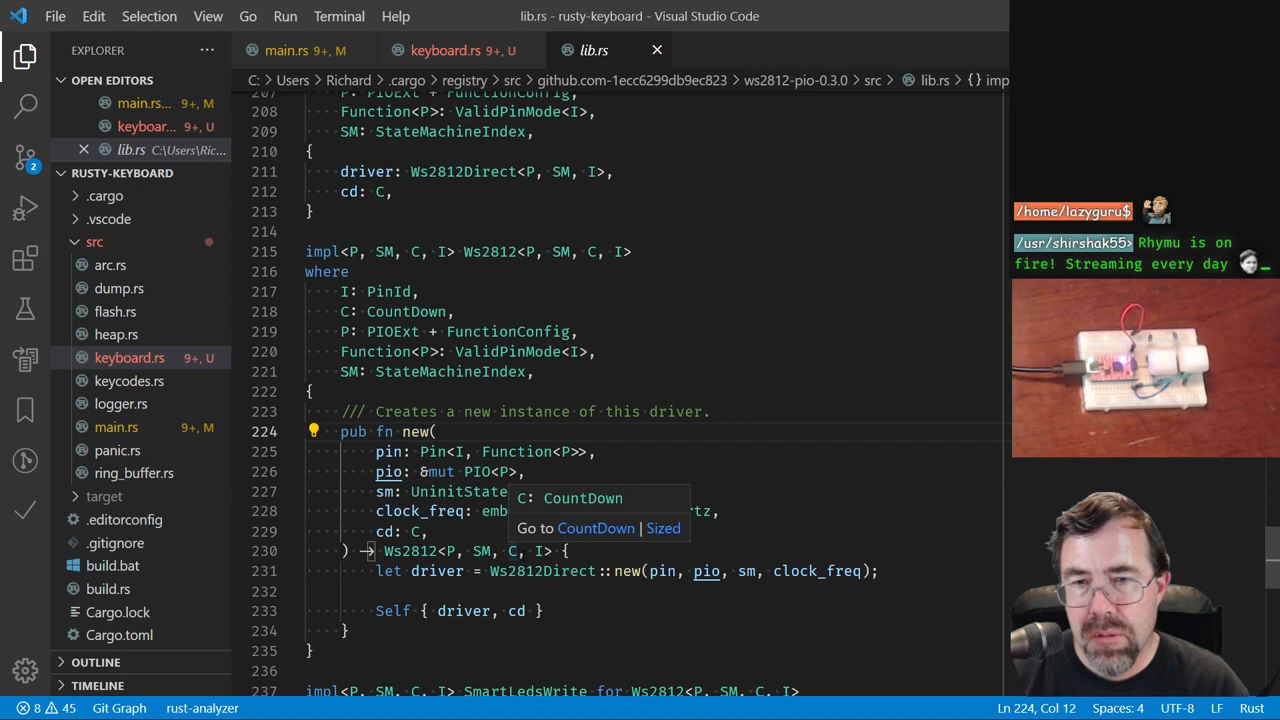 File Edit Selection View Go Run Terminal Help
lib.rs - rusty-keyboard - Visual Studio Code
EXPLORER
OPEN EDITORS
main.rs... 9+, M
keyboar... 9+, U
lib.rs C:\Users\Ric...
RUSTY-KEYBOARD
.cargo
.vscode
src
arc.rs
dump.rs
flash.rs
heap.rs
keyboard.rs 9+, U
keycodes.rs
logger.rs
main.rs 9+, M
panic.rs
ring_buffer.rs
target
.editorconfig
.gitignore
build.bat
build.rs
Cargo.lock
Cargo.toml
OUTLINE
TIMELINE
2
main.rs 9+, M keyboard.rs 9+, U lib.rs
C: > Users > Richard > .cargo > registry > src > github.com-1ecc6299db9ec823 > ws2812-pio-0.3.0 > src > lib.rs > {} imp
207 P: PIOExt + FunctionConfig,
208 Function<P>: ValidPinMode<I>,
209 SM: StateMachineIndex,
210 {
211 driver: Ws2812Direct<P, SM, I>,
212 cd: C,
213 }
214
215 impl<P, SM, C, I> Ws2812<P, SM, C, I>
216 where
217 I: PinId,
218 C: CountDown,
219 P: PIOExt + FunctionConfig,
220 Function<P>: ValidPinMode<I>,
221 SM: StateMachineIndex,
222 {
223 /// Creates a new instance of this driver.
224 pub fn new(
225 pin: Pin<I, Function<P>>,
226 pio: &mut PIO<P>,
227 sm: UninitState
228 clock_freq: emb tz,
229 cd: C,
230 ) -> Ws2812<P, SM, C, I> {
231 let driver = Ws2812Direct::new(pin, pio, sm, clock_freq);
232
233 Self { driver, cd }
234 }
235 }
236
237 impl<P, SM, C, I> SmartLedsWrite for Ws2812<P, SM, C, I>
C: CountDown
Go to CountDown | Sized
/home/lazyguru$
/usr/shirshak55> Rhymu is on
fire! Streaming every day
8 45 Git Graph rust-analyzer
Ln 224, Col 12 Spaces: 4 UTF-8 LF Rust